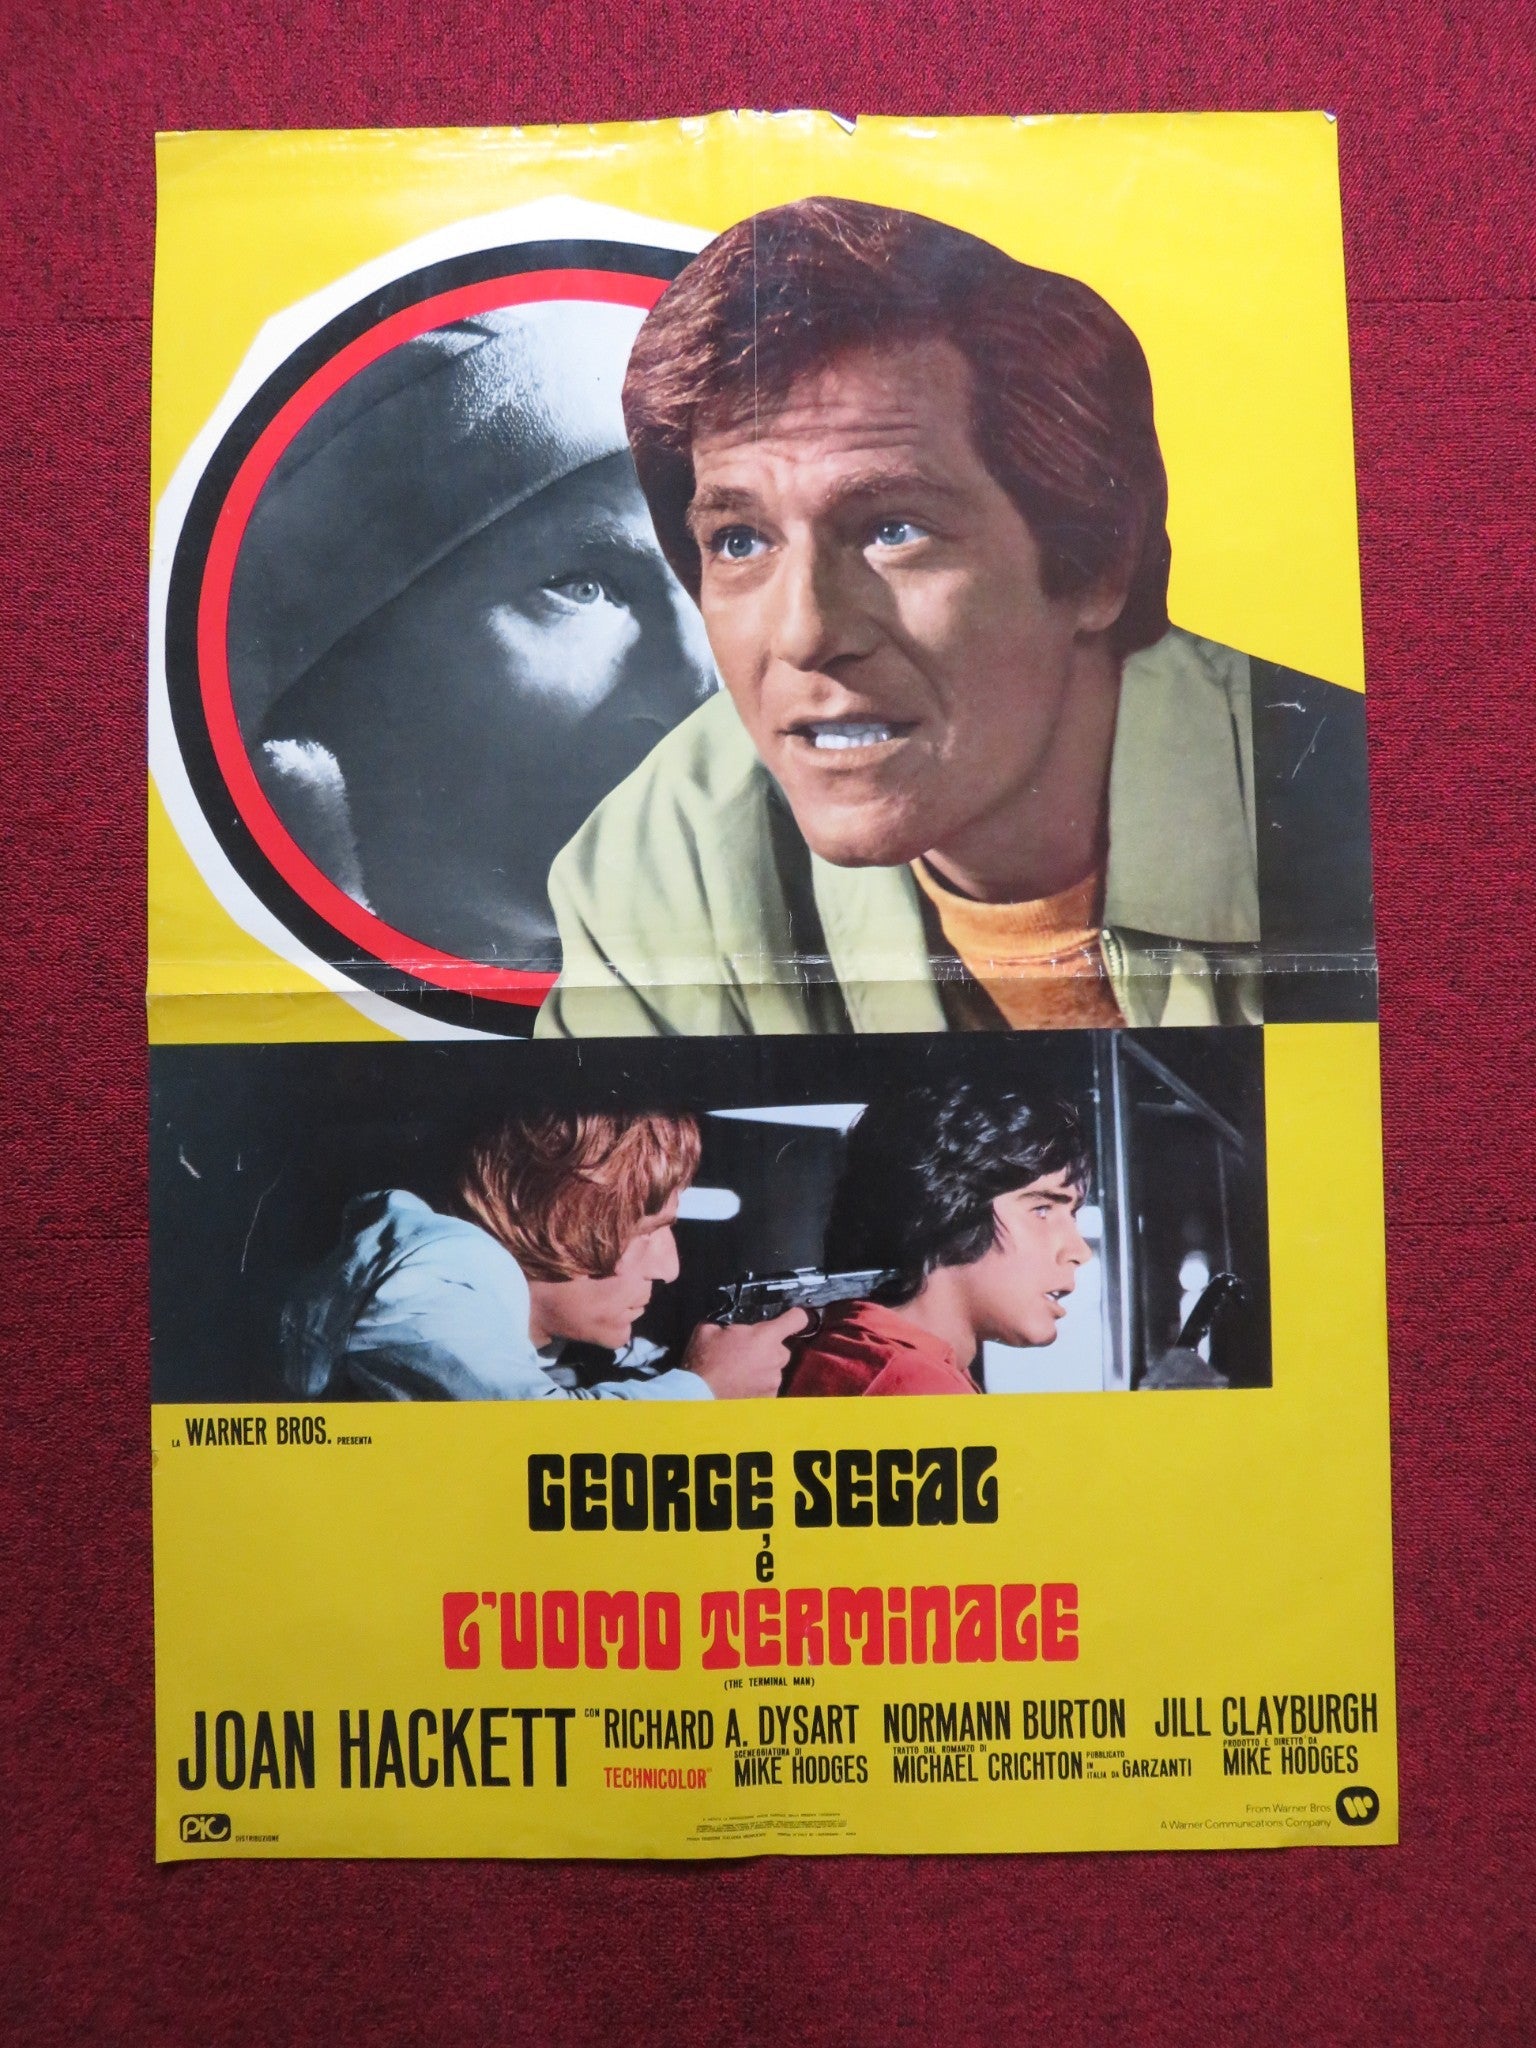 LA WARNER BROS. PRESENTA
GEORGE SEGAL
é
L'UOMO TERMINALE
(THE TERMINAL MAN)
JOAN HACKETT CON RICHARD A. DYSART NORMANN BURTON JILL CLAYBURGH
TECHNICOLOR SCENEGGIATURA DI MIKE HODGES TRATTO DAL ROMANZO DI MICHAEL CRICHTON PUBBLICATO IN ITALIA DA GARZANTI PRODOTTO E DIRETTO DA MIKE HODGES
PIC DISTRIBUZIONE
From Warner Bros
A Warner Communications Company